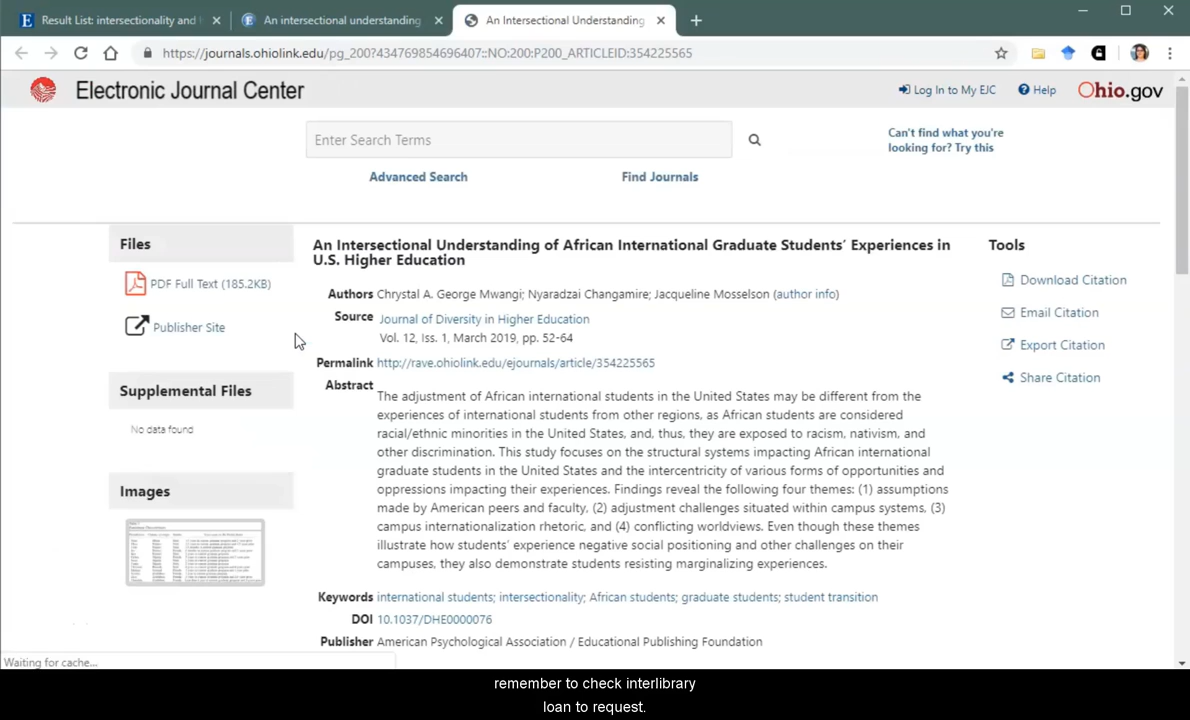 Result List: intersectionality and
An intersectional understanding
An Intersectional Understanding
https://journals.ohiolink.edu/pg_200?434769854696407::NO:200:P200_ARTICLEID:354225565
Electronic Journal Center
Log In to My EJC
Help
Ohio.gov
Enter Search Terms
Can't find what you're
looking for? Try this
Advanced Search
Find Journals
Files
PDF Full Text (185.2KB)
Publisher Site
Supplemental Files
No data found
Images
An Intersectional Understanding of African International Graduate Students' Experiences in
U.S. Higher Education
Authors Chrystal A. George Mwangi; Nyaradzai Changamire; Jacqueline Mosselson (author info)
Source Journal of Diversity in Higher Education
Vol. 12, Iss. 1, March 2019, pp. 52-64
Permalink http://rave.ohiolink.edu/ejournals/article/354225565
Abstract
The adjustment of African international students in the United States may be different from the
experiences of international students from other regions, as African students are considered
racial/ethnic minorities in the United States, and, thus, they are exposed to racism, nativism, and
other discrimination. This study focuses on the structural systems impacting African international
graduate students in the United States and the intercentricity of various forms of opportunities and
oppressions impacting their experiences. Findings reveal the following four themes: (1) assumptions
made by American peers and faculty, (2) adjustment challenges situated within campus systems, (3)
campus internationalization rhetoric, and (4) conflicting worldviews. Even though these themes
illustrate how students' experience negative social positioning and other challenges on their
campuses, they also demonstrate students resisting marginalizing experiences.
Keywords international students; intersectionality; African students; graduate students; student transition
DOI 10.1037/DHE0000076
Publisher American Psychological Association / Educational Publishing Foundation
Tools
Download Citation
Email Citation
Export Citation
Share Citation
Waiting for cache...
remember to check interlibrary
loan to request.